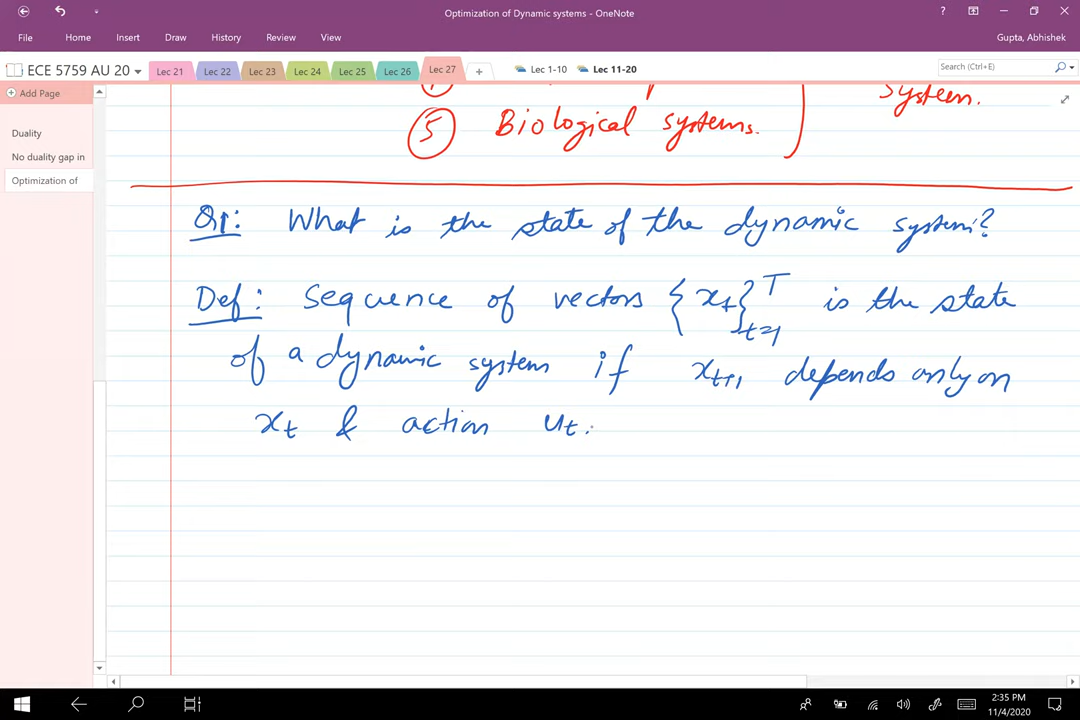 Optimization of Dynamic systems - OneNote
Gupta, Abhishek
File Home Insert Draw History Review View
ECE 5759 AU 20 Lec 21 Lec 22 Lec 23 Lec 24 Lec 25 Lec 26 Lec 27 Lec 1-10 Lec 11-20 Search (Ctrl+E)
Add Page
Duality
No duality gap in
Optimization of
system.
5 Biological systems.
Q1: What is the state of the dynamic system?
Def: Sequence of vectors {x_t}_{t=1}^T is the state
of a dynamic system if x_{t+1} depends only on
x_t & action u_t.
2:35 PM
11/4/2020